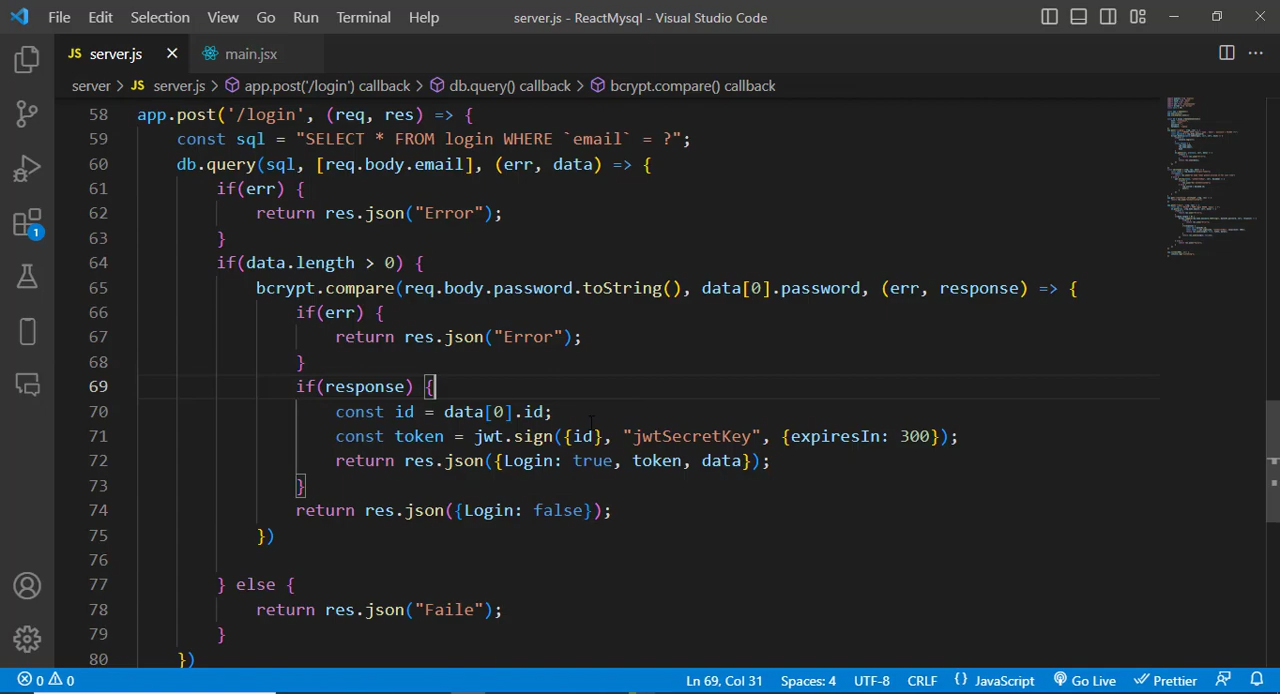 File Edit Selection View Go Run Terminal Help server.js - ReactMysql - Visual Studio Code
JS server.js main.jsx
server > JS server.js > app.post('/login') callback > db.query() callback > bcrypt.compare() callback
58 app.post('/login', (req, res) => {
59 const sql = "SELECT * FROM login WHERE `email` = ?";
60 db.query(sql, [req.body.email], (err, data) => {
61 if(err) {
62 return res.json("Error");
63 }
64 if(data.length > 0) {
65 bcrypt.compare(req.body.password.toString(), data[0].password, (err, response) => {
66 if(err) {
67 return res.json("Error");
68 }
69 if(response) {
70 const id = data[0].id;
71 const token = jwt.sign({id}, "jwtSecretKey", {expiresIn: 300});
72 return res.json({Login: true, token, data});
73 }
74 return res.json({Login: false});
75 })
76
77 } else {
78 return res.json("Faile");
79 }
80 })
1
0 0 Ln 69, Col 31 Spaces: 4 UTF-8 CRLF {} JavaScript Go Live Prettier